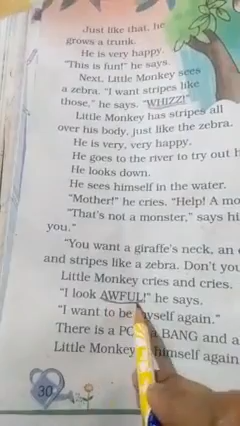 Just like that, he
grows a trunk.
He is very happy.
"This is fun!" he says.
Next, Little Monkey sees
a zebra. "I want stripes like
those," he says. "WHIZZ!"
Little Monkey has stripes all
over his body, just like the zebra.
He is very, very happy.
He goes to the river to try out
He looks down.
He sees himself in the water.
"Mother!" he cries. "Help! A
"That's not a monster," says
you."
"You want a giraffe's neck, an
and stripes like a zebra. Don't
Little Monkey cries and cries.
"I look AWFUL!" he says.
"I want to be myself again."
There is a BANG and
Little Monkey himself again
30